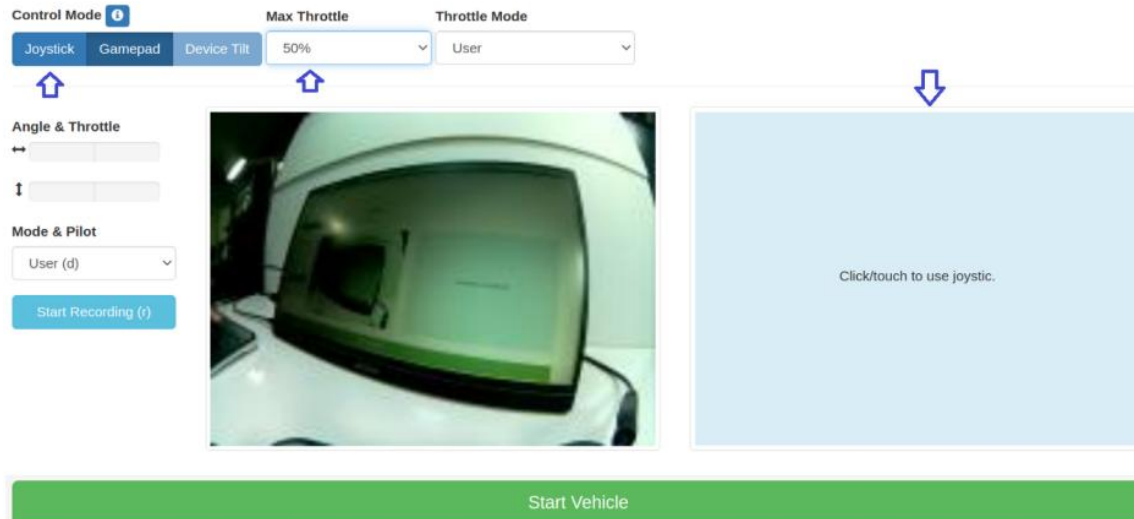 Control Mode
Max Throttle
Throttle Mode
Joystick
Gamepad
Device Tilt
50%
User
Angle & Throttle
Mode & Pilot
User (d)
Start Recording (r)
Click/touch to use joystic.
Start Vehicle